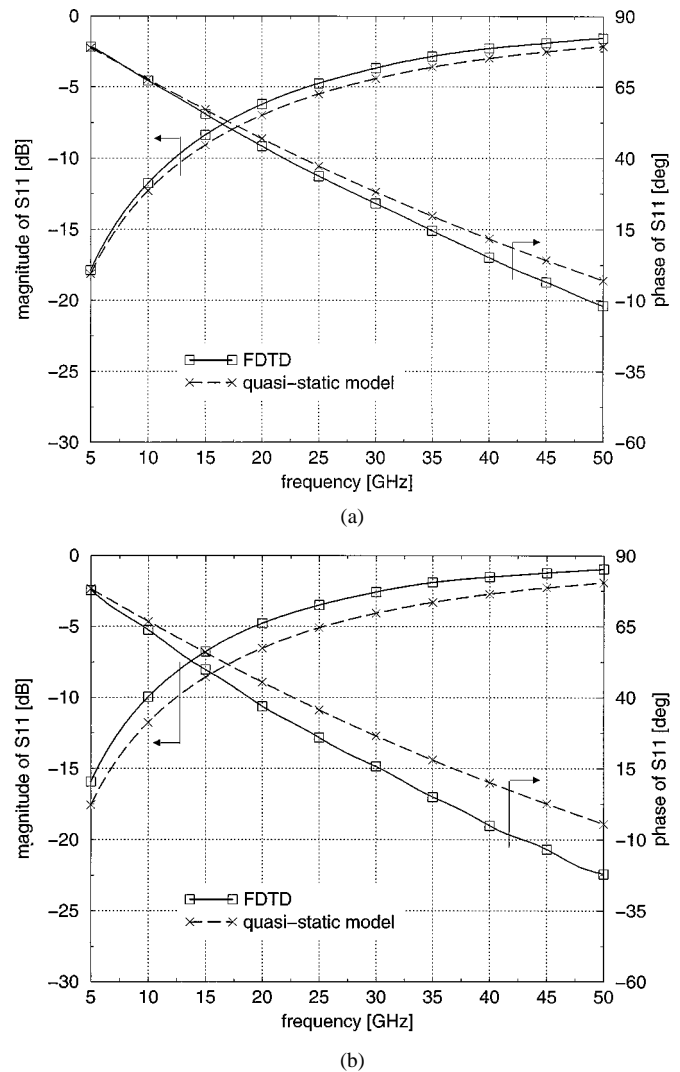 0
−5
−10
−15
−20
−25
−30
magnitude of S11 [dB]
90
65
40
15
−10
−35
−60
phase of S11 [deg]
FDTD
quasi−static model
5 10 15 20 25 30 35 40 45 50
frequency [GHz]
(a)
0
−5
−10
−15
−20
−25
−30
magnitude of S11 [dB]
90
65
40
15
−10
−35
−60
phase of S11 [deg]
FDTD
quasi−static model
5 10 15 20 25 30 35 40 45 50
frequency [GHz]
(b)